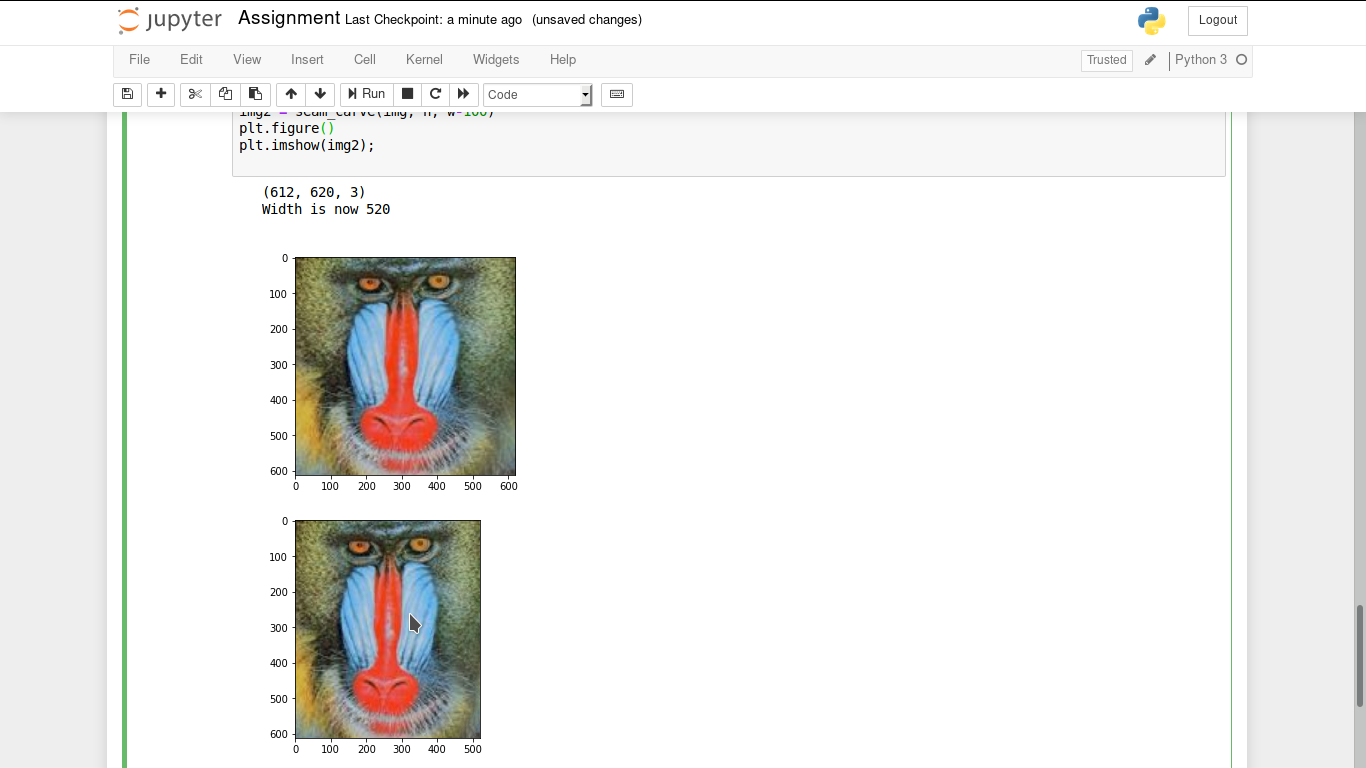 jupyter Assignment Last Checkpoint: a minute ago (unsaved changes) Logout
File Edit View Insert Cell Kernel Widgets Help Trusted Python 3
Run Code
img2 = seam_carve(img, h, w-100)
plt.figure()
plt.imshow(img2);
(612, 620, 3)
Width is now 520
0
100
200
300
400
500
600
0 100 200 300 400 500 600
0
100
200
300
400
500
600
0 100 200 300 400 500